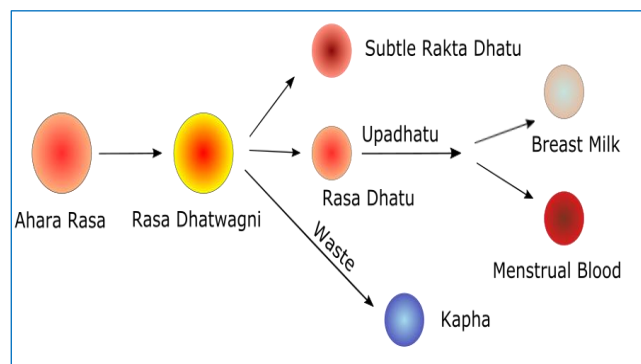 Subtle Rakta Dhatu
Upadhatu
Breast Milk
Ahara Rasa
Rasa Dhatwagni
Rasa Dhatu
Waste
Menstrual Blood
Kapha